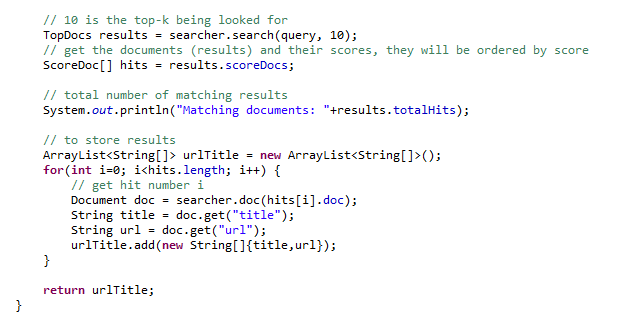 // 10 is the top-k being looked for
TopDocs results = searcher.search(query, 10);
// get the documents (results) and their scores, they will be ordered by score
ScoreDoc[] hits = results.scoreDocs;

// total number of matching results
System.out.println("Matching documents: "+results.totalHits);

// to store results
ArrayList<String[]> urlTitle = new ArrayList<String[]>();
for(int i=0; i<hits.length; i++) {
// get hit number i
Document doc = searcher.doc(hits[i].doc);
String title = doc.get("title");
String url = doc.get("url");
urlTitle.add(new String[]{title,url});
}

return urlTitle;
}